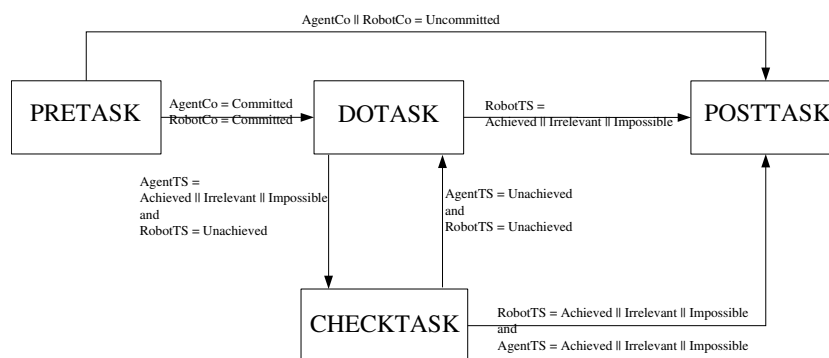 AgentCo || RobotCo = Uncommitted
PRETASK
AgentCo = Committed
RobotCo = Committed
DOTASK
RobotTS =
Achieved || Irrelevant || Impossible
POSTTASK
AgentTS =
Achieved || Irrelevant || Impossible
and
RobotTS = Unachieved
AgentTS = Unachieved
and
RobotTS = Unachieved
CHECKTASK
RobotTS = Achieved || Irrelevant || Impossible
and
AgentTS = Achieved || Irrelevant || Impossible